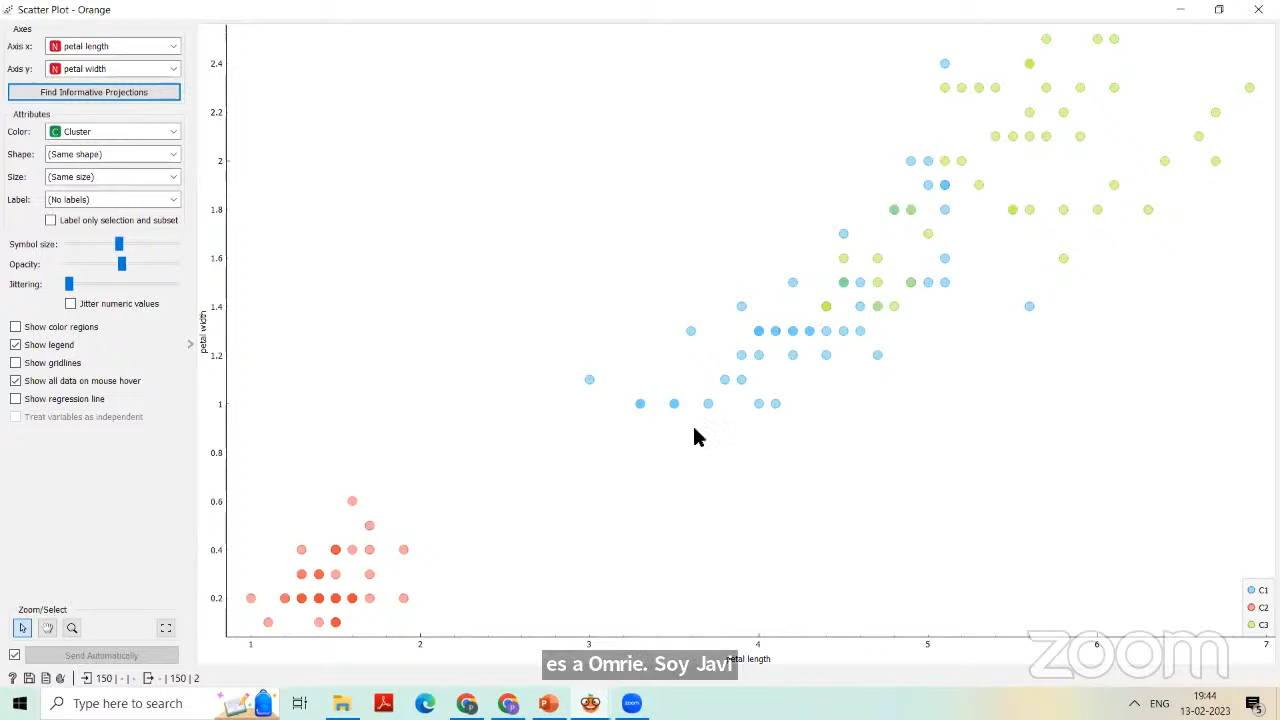 Scatter Plot - Orange
Axes
Axis x: N petal length
Axis y: N petal width
Find Informative Projections
Attributes
Color: C Cluster
Shape: (Same shape)
Size: (Same size)
Label: (No labels)
Label only selection and subset
Symbol size:
Opacity:
Jittering:
Jitter numeric values
Show color regions
Show legend
Show gridlines
Show all data on mouse hover
Show regression line
Treat variables as independent
Zoom/Select
Send Automatically
150 | - | -
150 | 2
2.4
2.2
2
1.8
1.6
1.4
1.2
1
0.8
0.6
0.4
0.2
petal width
1 2 3 4 5 6 7
petal length
C1
C2
C3
zoom
es a Omrie. Soy Javi
Type here to search
zoom
ENG
19:44
13-02-2023
5